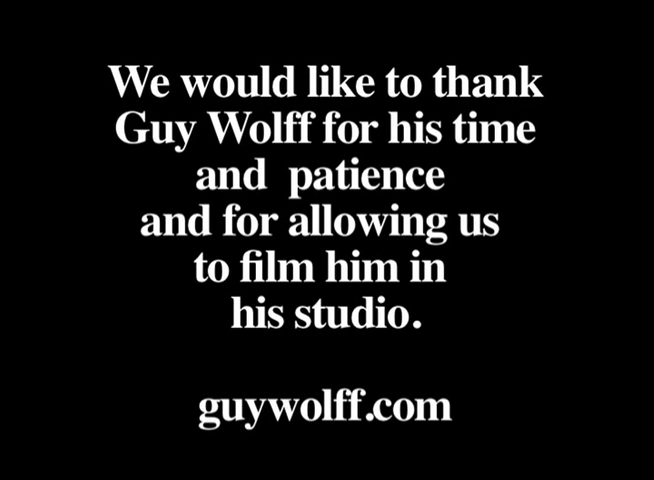 We would like to thank
Guy Wolff for his time
and  patience
and for allowing us
to film him in
his studio.
guywolff.com